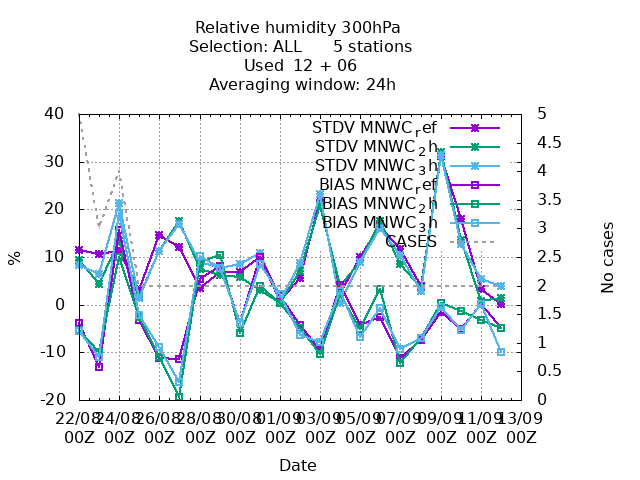 Relative humidity 300hPa
Selection: ALL 5 stations
Used 12 + 06
Averaging window: 24h
STDV MNWC_ref
STDV MNWC_2h
STDV MNWC_3h
BIAS MNWC_ref
BIAS MNWC_2h
BIAS MNWC_3h
CASES
40
30
20
10
0
-10
-20
%
5
4.5
4
3.5
3
2.5
2
1.5
1
0.5
0
No cases
22/08 24/08 26/08 28/08 30/08 01/09 03/09 05/09 07/09 09/09 11/09 13/09
00Z 00Z 00Z 00Z 00Z 00Z 00Z 00Z 00Z 00Z 00Z 00Z
Date